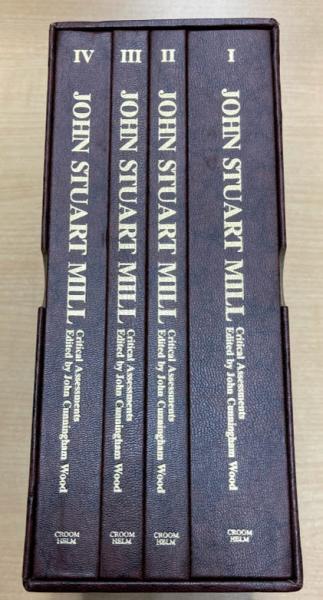 IV
JOHN STUART MILL
Critical Assessments
Edited by John Cunningham Wood
CROOM
HELM
III
JOHN STUART MILL
Critical Assessments
Edited by John Cunningham Wood
CROOM
HELM
II
JOHN STUART MILL
Critical Assessments
Edited by John Cunningham Wood
CROOM
HELM
I
JOHN STUART MILL
Critical Assessments
Edited by John Cunningham Wood
CROOM
HELM